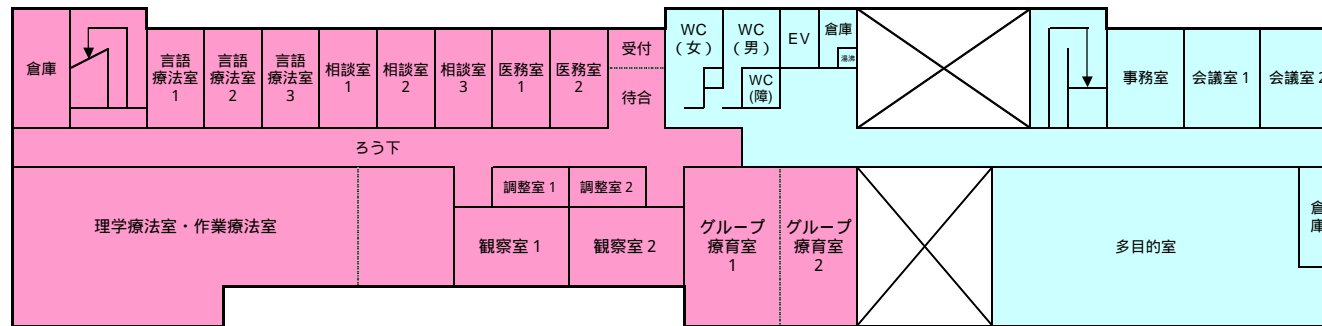 倉庫
言語
療法室
1
言語
療法室
2
言語
療法室
3
相談室
1
相談室
2
相談室
3
医務室
1
医務室
2
受付
待合
WC
(女)
WC
(男)
WC
(障)
EV
倉庫
湯沸
事務室
会議室 1
会議室 2
ろう下
理学療法室・作業療法室
調整室 1
調整室 2
観察室 1
観察室 2
グループ
療育室
1
グループ
療育室
2
多目的室
倉
庫